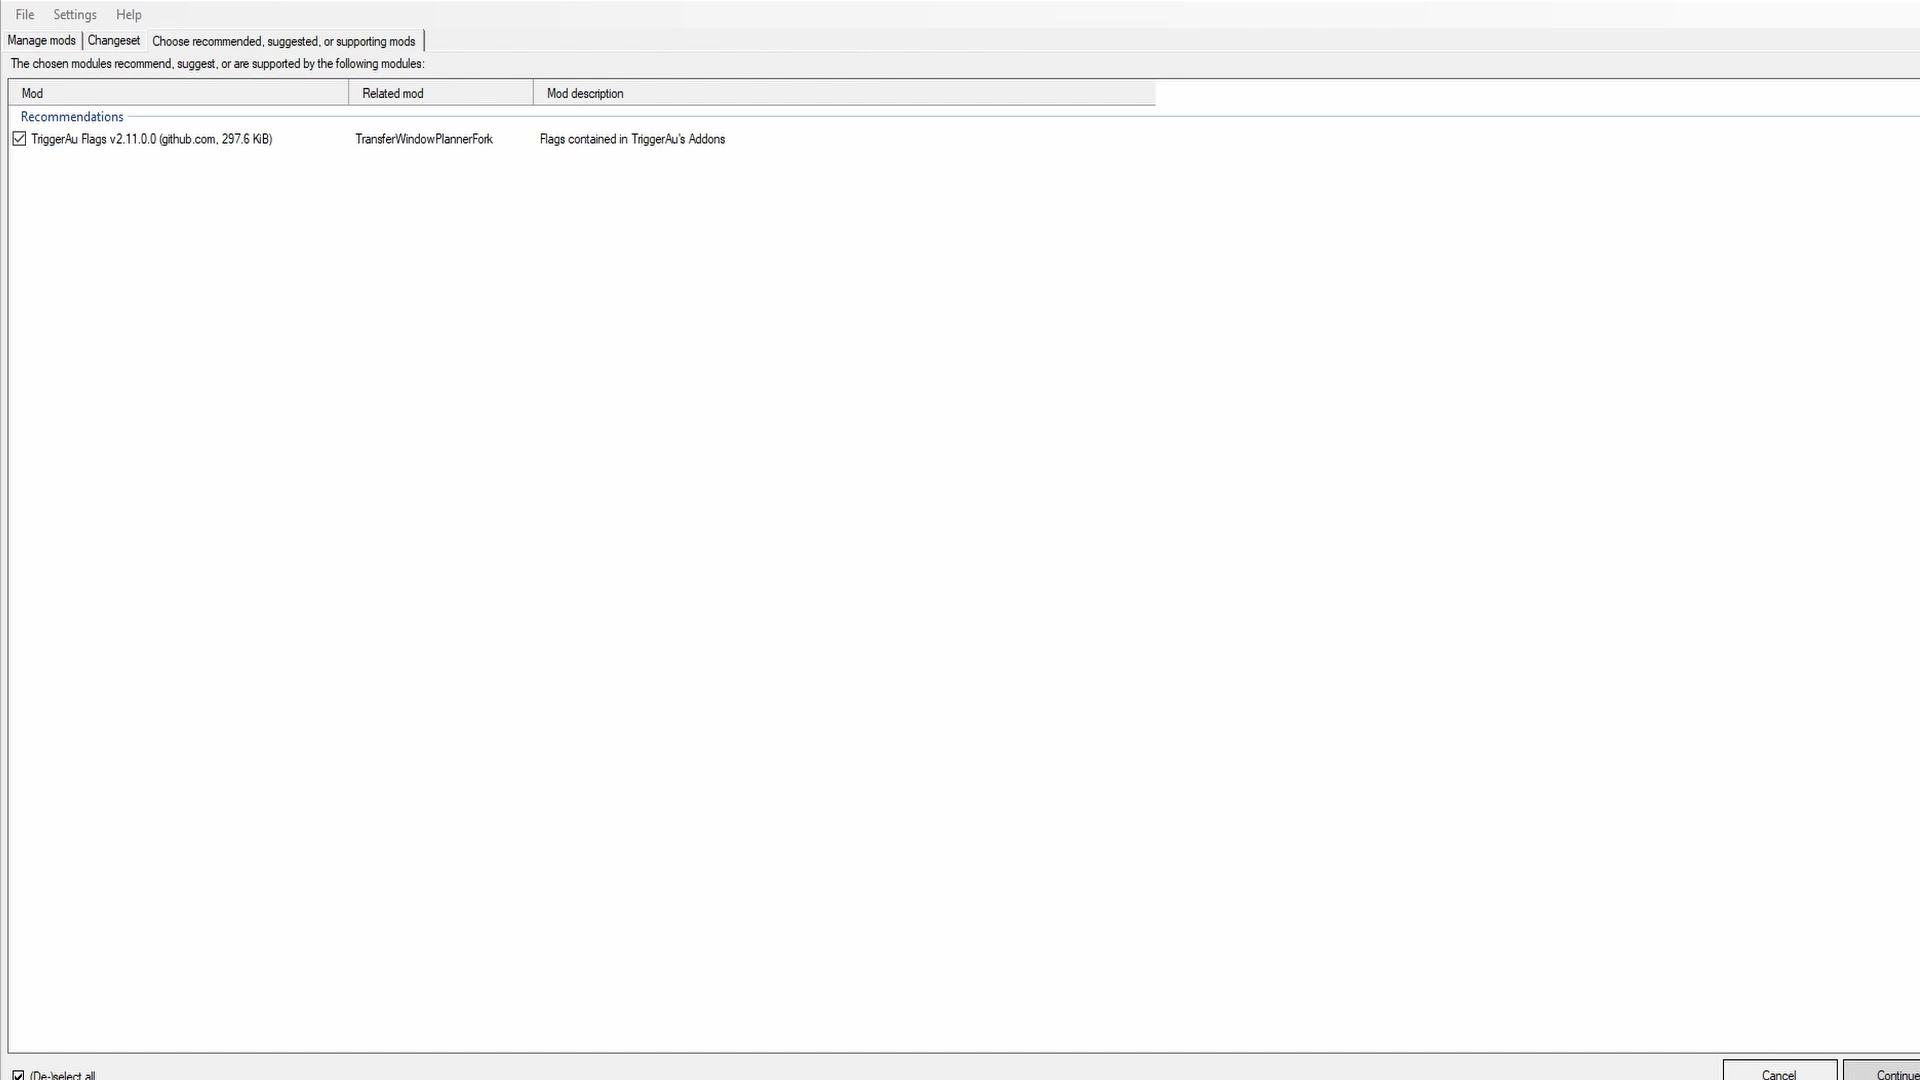 File Settings Help
Manage mods Changeset Choose recommended, suggested, or supporting mods
The chosen modules recommend, suggest, or are supported by the following modules:
Mod Related mod Mod description
Recommendations
TriggerAu Flags v2.11.0.0 (github.com, 297.6 KiB) TransferWindowPlannerFork Flags contained in TriggerAu's Addons
(De-)select all Cancel Continue